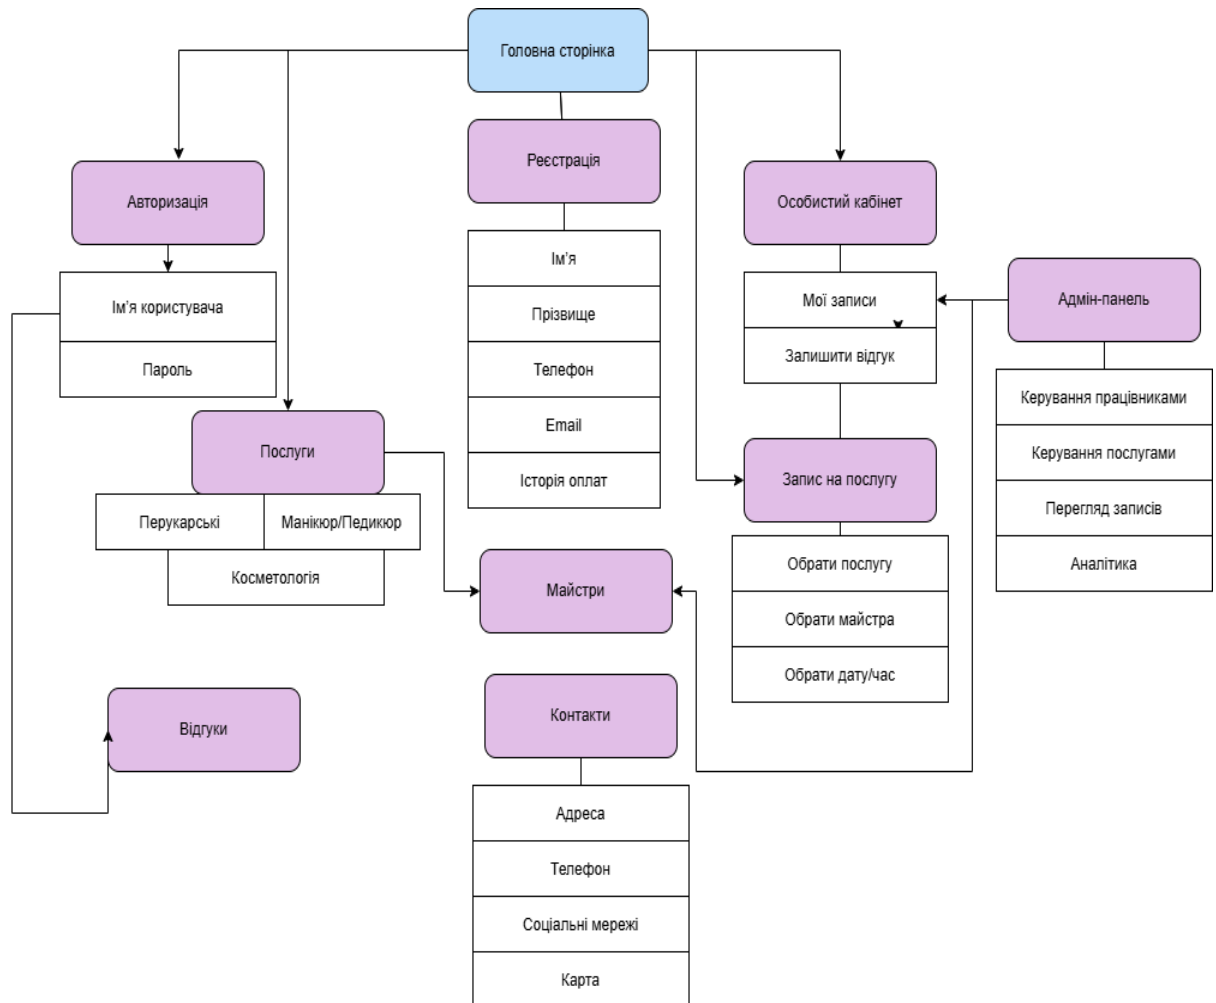 Головна сторінка
Реєстрація
Авторизація
Особистий кабінет
Ім’я
Адмін-панель
Ім’я користувача
Мої записи
Прізвище
Залишити відгук
Пароль
Телефон
Керування працівниками
Email
Послуги
Керування послугами
Історія оплат
Запис на послугу
Перегляд записів
Перукарські
Манікюр/Педикюр
Обрати послугу
Аналітика
Косметологія
Майстри
Обрати майстра
Обрати дату/час
Контакти
Відгуки
Адреса
Телефон
Соціальні мережі
Карта